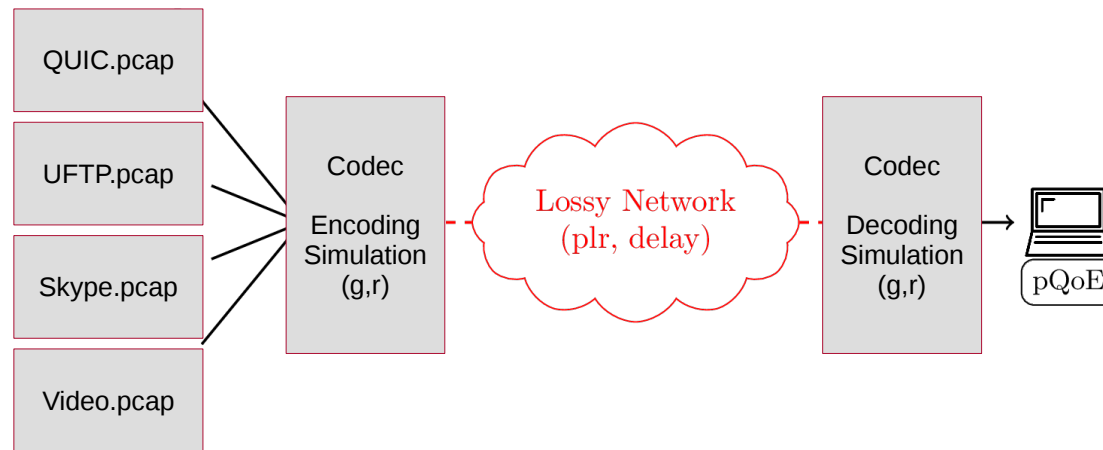 QUIC.pcap
UFTP.pcap
Skype.pcap
Video.pcap
Codec
Encoding
Simulation
(g,r)
Lossy Network
(plr, delay)
Codec
Decoding
Simulation
(g,r)
pQoE